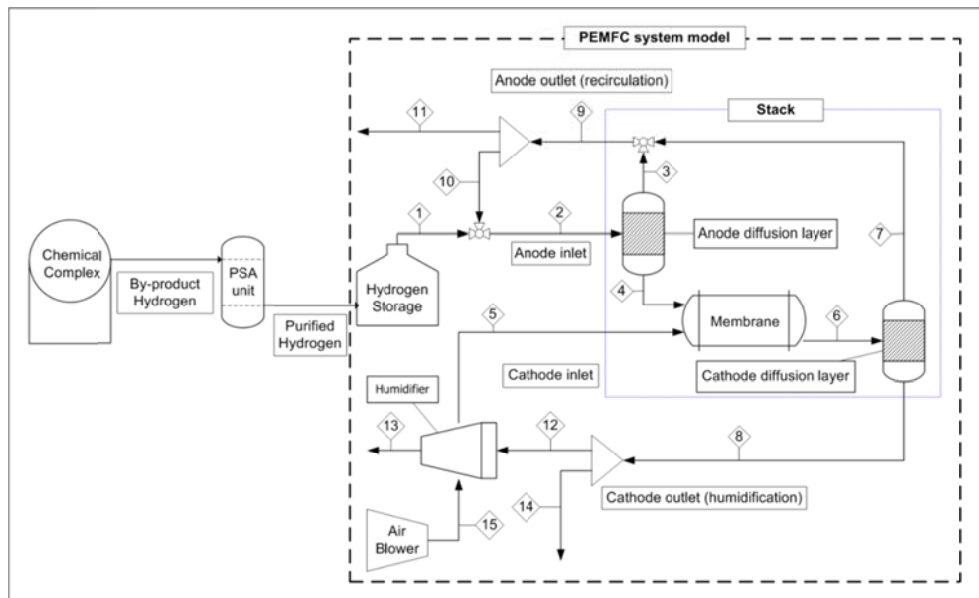 PEMFC system model
Anode outlet (recirculation)
Stack
11
9
3
10
1
2
7
Chemical
Complex
By-product
Hydrogen
PSA
unit
Purified
Hydrogen
Hydrogen
Storage
Anode inlet
Anode diffusion layer
4
5
Membrane
6
Cathode inlet
Cathode diffusion layer
Humidifier
13
12
8
14
Cathode outlet (humidification)
15
Air
Blower